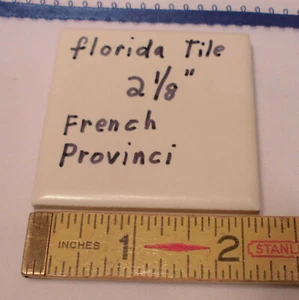 florida Tile
2 1/8"
French
Provinci
INCHES 1 2 STANL